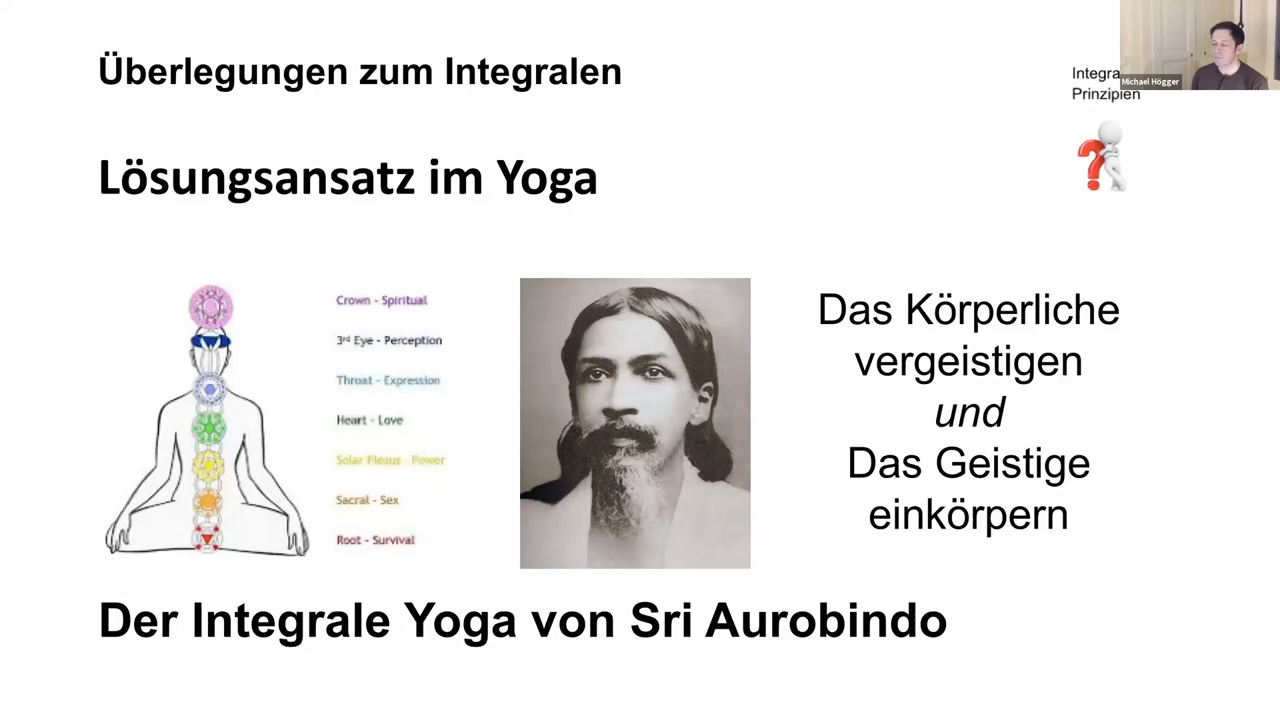 Überlegungen zum Integralen
Integra
Prinzipien
Michael Högger
Lösungsansatz im Yoga
Crown - Spiritual
3rd Eye - Perception
Throat - Expression
Heart - Love
Solar Plexus - Power
Sacral - Sex
Root - Survival
Das Körperliche
vergeistigen
und
Das Geistige
einkörpern
Der Integrale Yoga von Sri Aurobindo